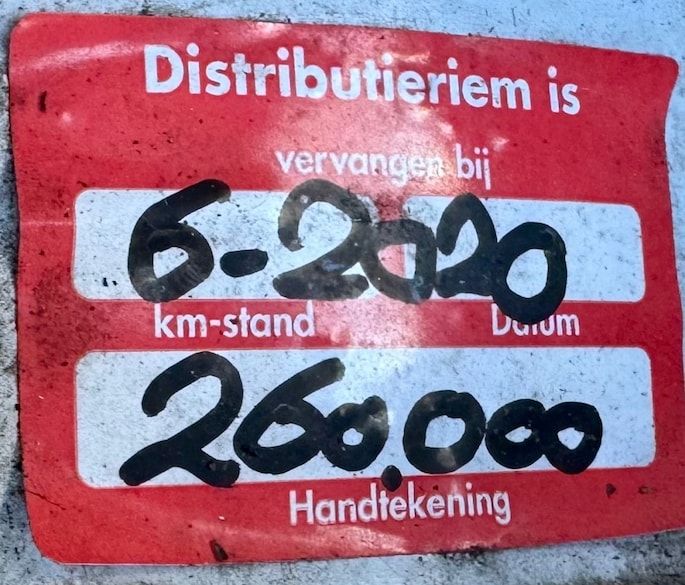 Distributieriem is
vervangen bij
6-2020
km-stand Datum
260.000
Handtekening